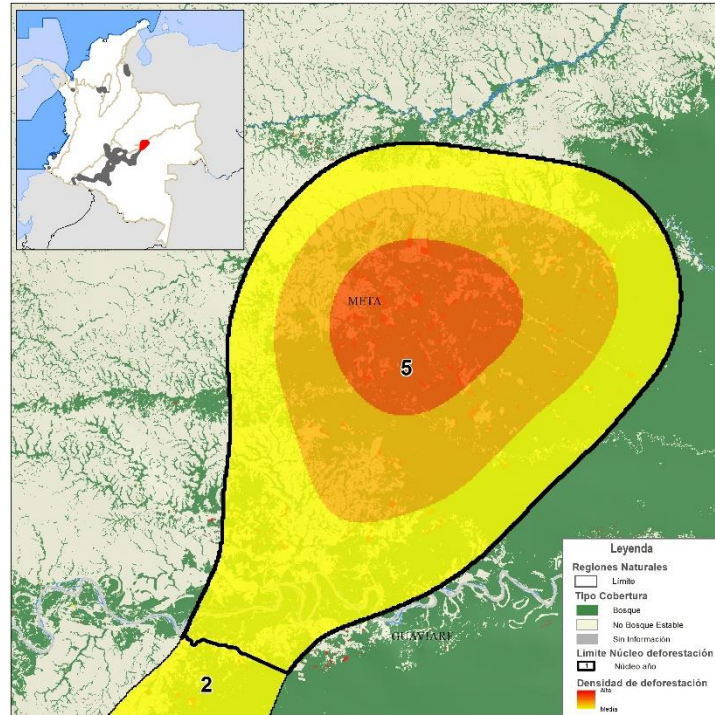 META
5
GUAVIARE
2
Leyenda
Regiones Naturales
Límite
Tipo Cobertura
Bosque
No Bosque Estable
Sin Información
Limite Núcleo deforestación
Núcleo año
Densidad de deforestación
Alta
Media